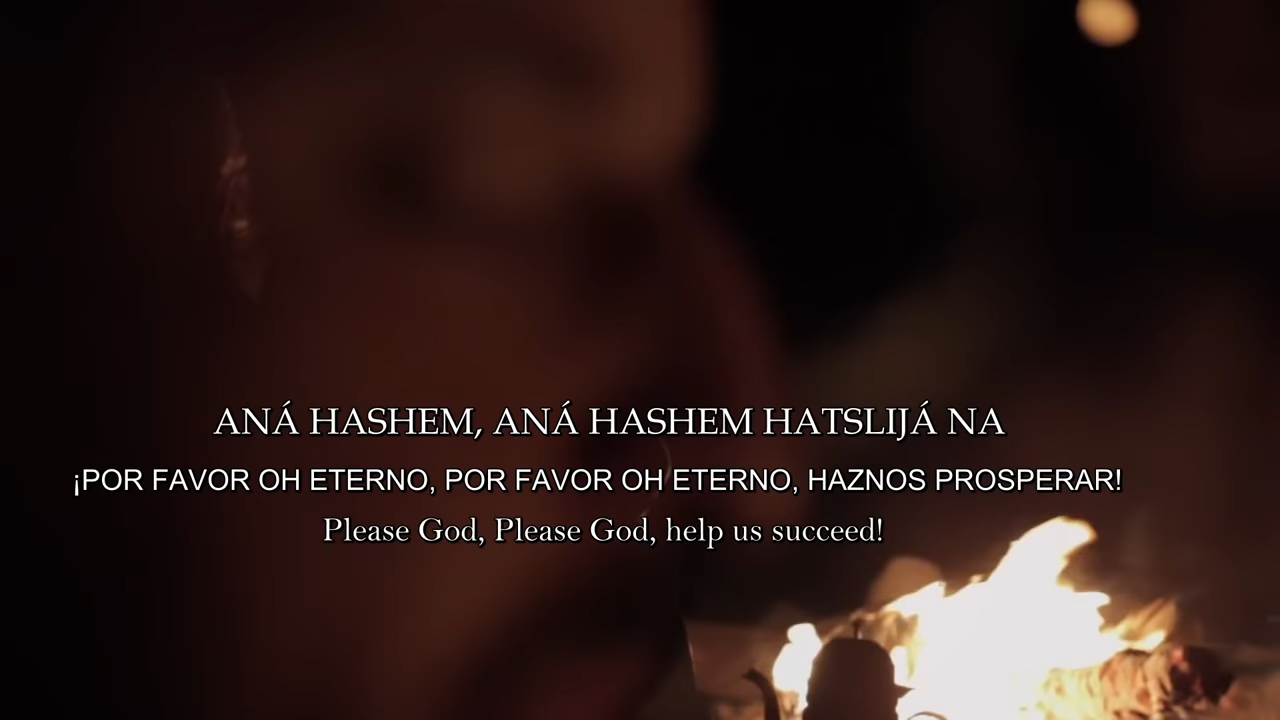 ANÁ HASHEM, ANÁ HASHEM HATSLIJÁ NA
¡POR FAVOR OH ETERNO, POR FAVOR OH ETERNO, HAZNOS PROSPERAR!
Please God, Please God, help us succeed!